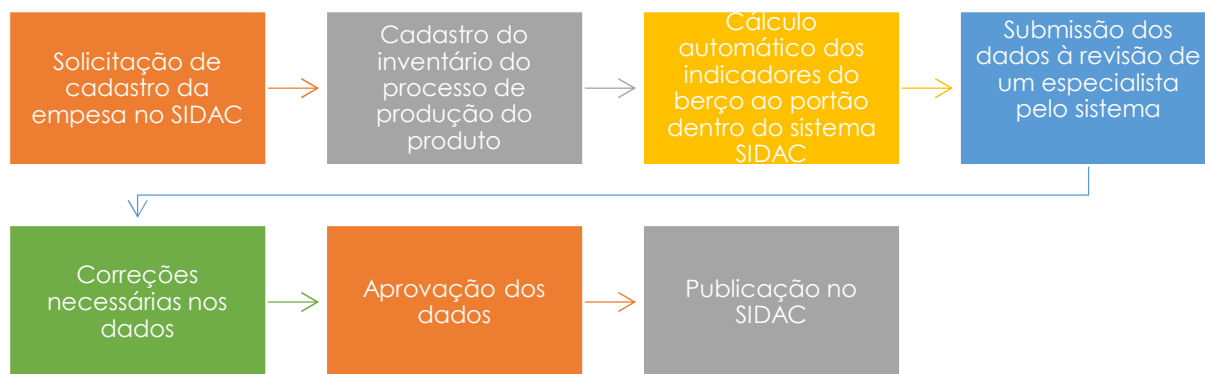 Solicitação de
cadastro da
empesa no SIDAC
Cadastro do
inventário do
processo de
produção do
produto
Cálculo
automático dos
indicadores do
berço ao portão
dentro do sistema
SIDAC
Submissão dos
dados à revisão de
um especialista
pelo sistema
Correções
necessárias nos
dados
Aprovação dos
dados
Publicação no
SIDAC